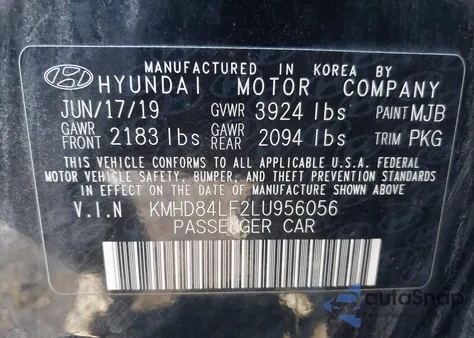 MANUFACTURED IN KOREA BY
HYUNDAI MOTOR COMPANY
JUN/17/19 GVWR 3924 lbs PAINT MJB
GAWR FRONT 2183 lbs GAWR REAR 2094 lbs TRIM PKG
THIS VEHICLE CONFORMS TO ALL APPLICABLE U.S.A. FEDERAL
MOTOR VEHICLE SAFETY, BUMPER, AND THEFT PREVENTION STANDARDS
IN EFFECT ON THE DATE OF MANUFACTURE SHOWN ABOVE
V.I.N KMHD84LF2LU956056
PASSENGER CAR
autoSnap